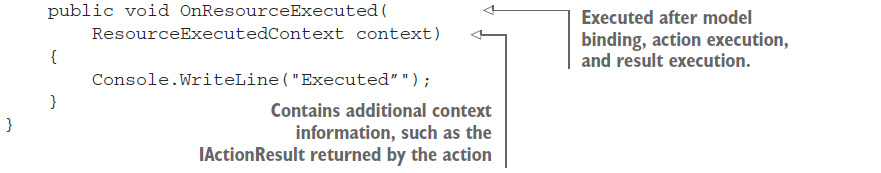 public void OnResourceExecuted(
ResourceExecutedContext context)
{
Console.WriteLine("Executed”");
}
}
Executed after model
binding, action execution,
and result execution.
Contains additional context
information, such as the
IActionResult returned by the action